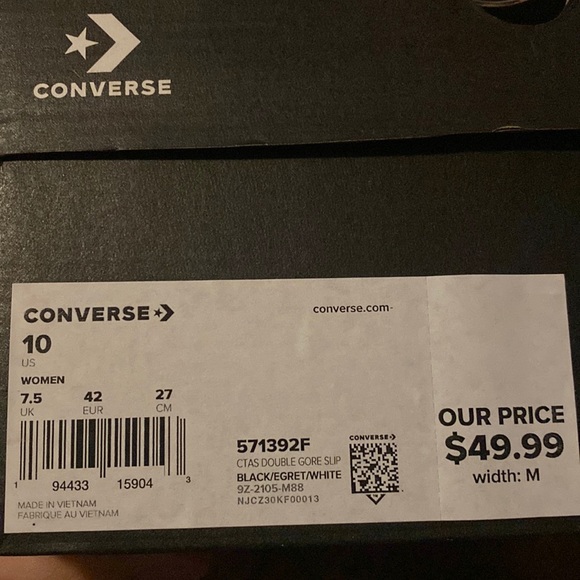 CONVERSE
CONVERSE
converse.com
10
US
WOMEN
7.5 42 27
UK EUR CM
1 94433 15904 3
MADE IN VIETNAM
FABRIQUE AU VIETNAM
571392F
CTAS DOUBLE GORE SLIP
BLACK/EGRET/WHITE
9Z-2105-M88
NJCZ30KF00013
CONVERSE
OUR PRICE
$49.99
width: M